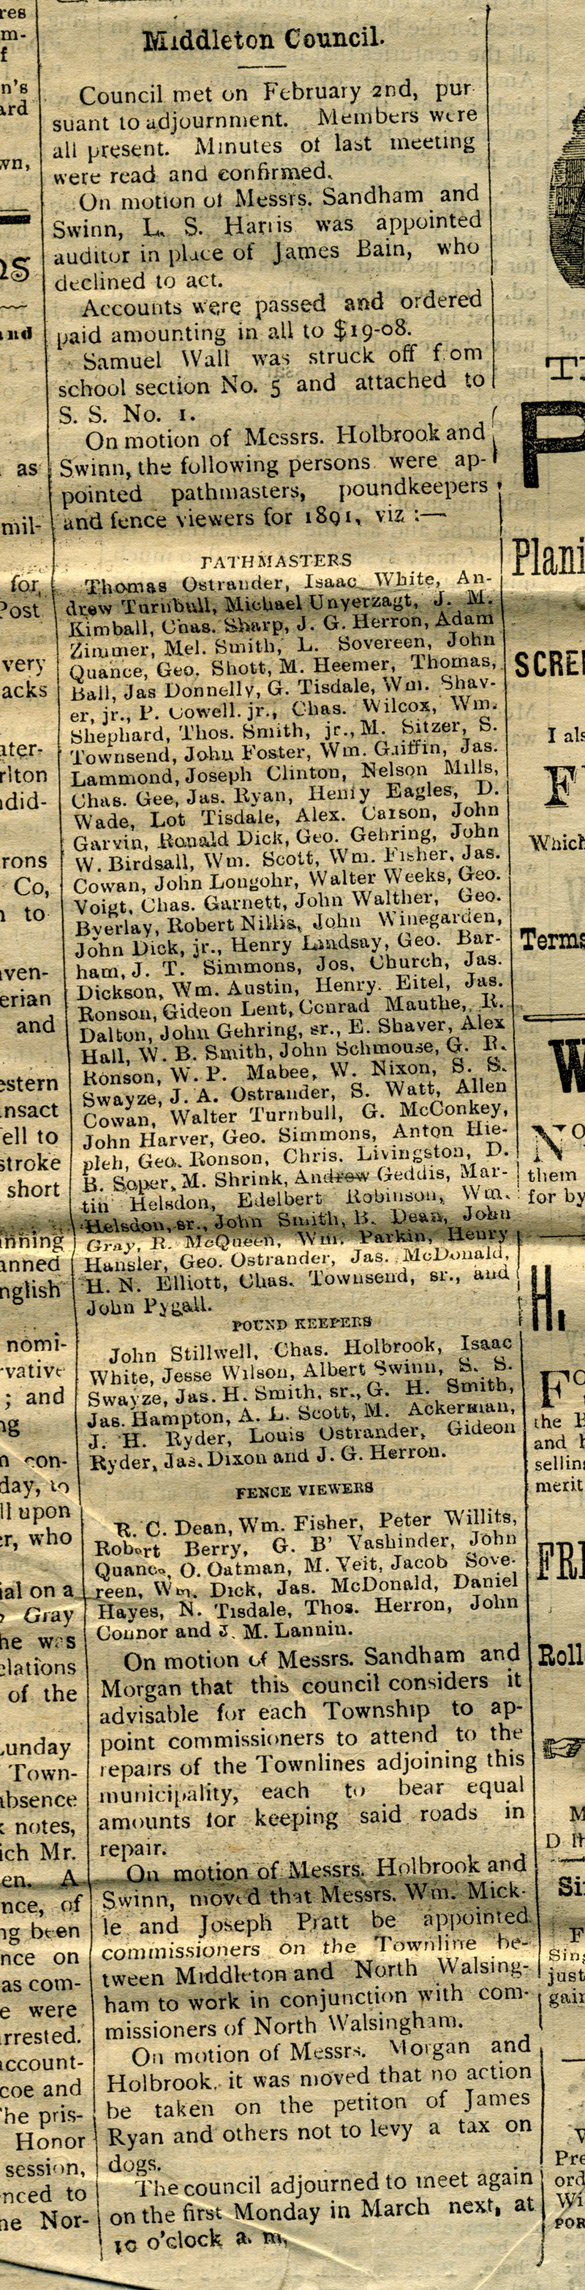 Middleton Council.
Council met on February 2nd, pur
suant to adjournment. Members were
all present. Minutes of last meeting
were read and confirmed.
On motion of Messrs. Sandham and
Swinn, L. S. Harris was appointed
auditor in place of James Bain, who
declined to act.
Accounts were passed and ordered
paid amounting in all to $19-08.
Samuel Wall was struck off f om
school section No. 5 and attached to
S. S. No. 1.
On motion of Messrs. Holbrook and
Swinn, the following persons were ap-
pointed pathmasters, poundkeepers
and fence viewers for 1891, viz :—
PATHMASTERS
Thomas Ostrander, Isaac White, An-
drew Turnbull, Michael Unverzagt, J. M.
Kimball, Chas. Sharp, J. G. Herron, Adam
Zimmer, Mel. Smith, L. Sovereen, John
Quance, Geo. Shott, M. Heemer, Thomas,
Ball, Jas Donnelly, G. Tisdale, Wm. Shav-
er, jr., P. Cowell. jr., Chas. Wilcox, Wm.
Shephard, Thos. Smith, jr., M. Sitzer, S.
Townsend, John Foster, Wm. Griffin, Jas.
Lammond, Joseph Clinton, Nelson Mills,
Chas. Gee, Jas. Ryan, Henry Eagles, D.
Wade, Lot Tisdale, Alex. Carson, John
Garvin, Ronald Dick, Geo. Gehring, John
W. Birdsall, Wm. Scott, Wm. Fisher, Jas.
Cowan, John Longohr, Walter Weeks, Geo.
Voigt, Chas. Garnett, John Walther, Geo.
Byerlay, Robert Nillis, John Winegarden,
John Dick, jr., Henry Lindsay, Geo. Bar-
ham, J. T. Simmons, Jos, Church, Jas.
Dickson, Wm. Austin, Henry. Eitel, Jas.
Ronson, Gideon Lent, Conrad Mauthe, R.
Dalton, John Gehring, sr., E. Shaver, Alex
Hall, W. B. Smith, John Schmouse, G. R.
Ronson, W. P. Mabee, W. Nixon, S. S.
Swayze, J. A. Ostrander, S. Watt, Allen
Cowan, Walter Turnbull, G. McConkey,
John Harver, Geo. Simmons, Anton Hie-
pleh, Geo. Ronson, Chris. Livingston, D.
B. Soper, M. Shrink, Andrew Geddis, Mar-
tin Helsdon, Edelbert Robinson, Wm.
Helsdon, sr., John Smith, B. Dean, John
Gray, R. McQueen, Wm. Parkin, Henry
Hansler, Geo. Ostrander, Jas. McDonald,
H. N. Elliott, Chas. Townsend, sr., and
John Pygall.
POUND KEEPERS
John Stillwell, Chas. Holbrook, Isaac
White, Jesse Wilson, Albert Swinn, S. S.
Swayze, Jas. H. Smith, sr., G. H. Smith,
Jas. Hampton, A. L. Scott, M. Ackerman,
J. H. Ryder, Louis Ostrander, Gideon
Ryder, Jas. Dixon and J. G. Herron.
FENCE VIEWERS
R. C. Dean, Wm. Fisher, Peter Willits,
Robert Berry, G. B' Vashinder, John
Quance, O. Oatman, M. Veit, Jacob Sove-
reen, Wm. Dick, Jas. McDonald, Daniel
Hayes, N. Tisdale, Thos. Herron, John
Connor and J. M. Lannin.
On motion of Messrs. Sandham and
Morgan that this council considers it
advisable for each Township to ap-
point commissioners to attend to the
repairs of the Townlines adjoining this
municipality, each to bear equal
amounts for keeping said roads in
repair.
On motion of Messrs. Holbrook and
Swinn, moved that Messrs. Wm. Mick-
le and Joseph Pratt be appointed
commissioners on the Townline be-
tween Middleton and North Walsing-
ham to work in conjunction with com-
missioners of North Walsingham.
On motion of Messrs. Morgan and
Holbrook, it was moved that no action
be taken on the petiton of James
Ryan and others not to levy a tax on
dogs.
The council adjourned to meet again
on the first Monday in March next, at
10 o'clock a. m,